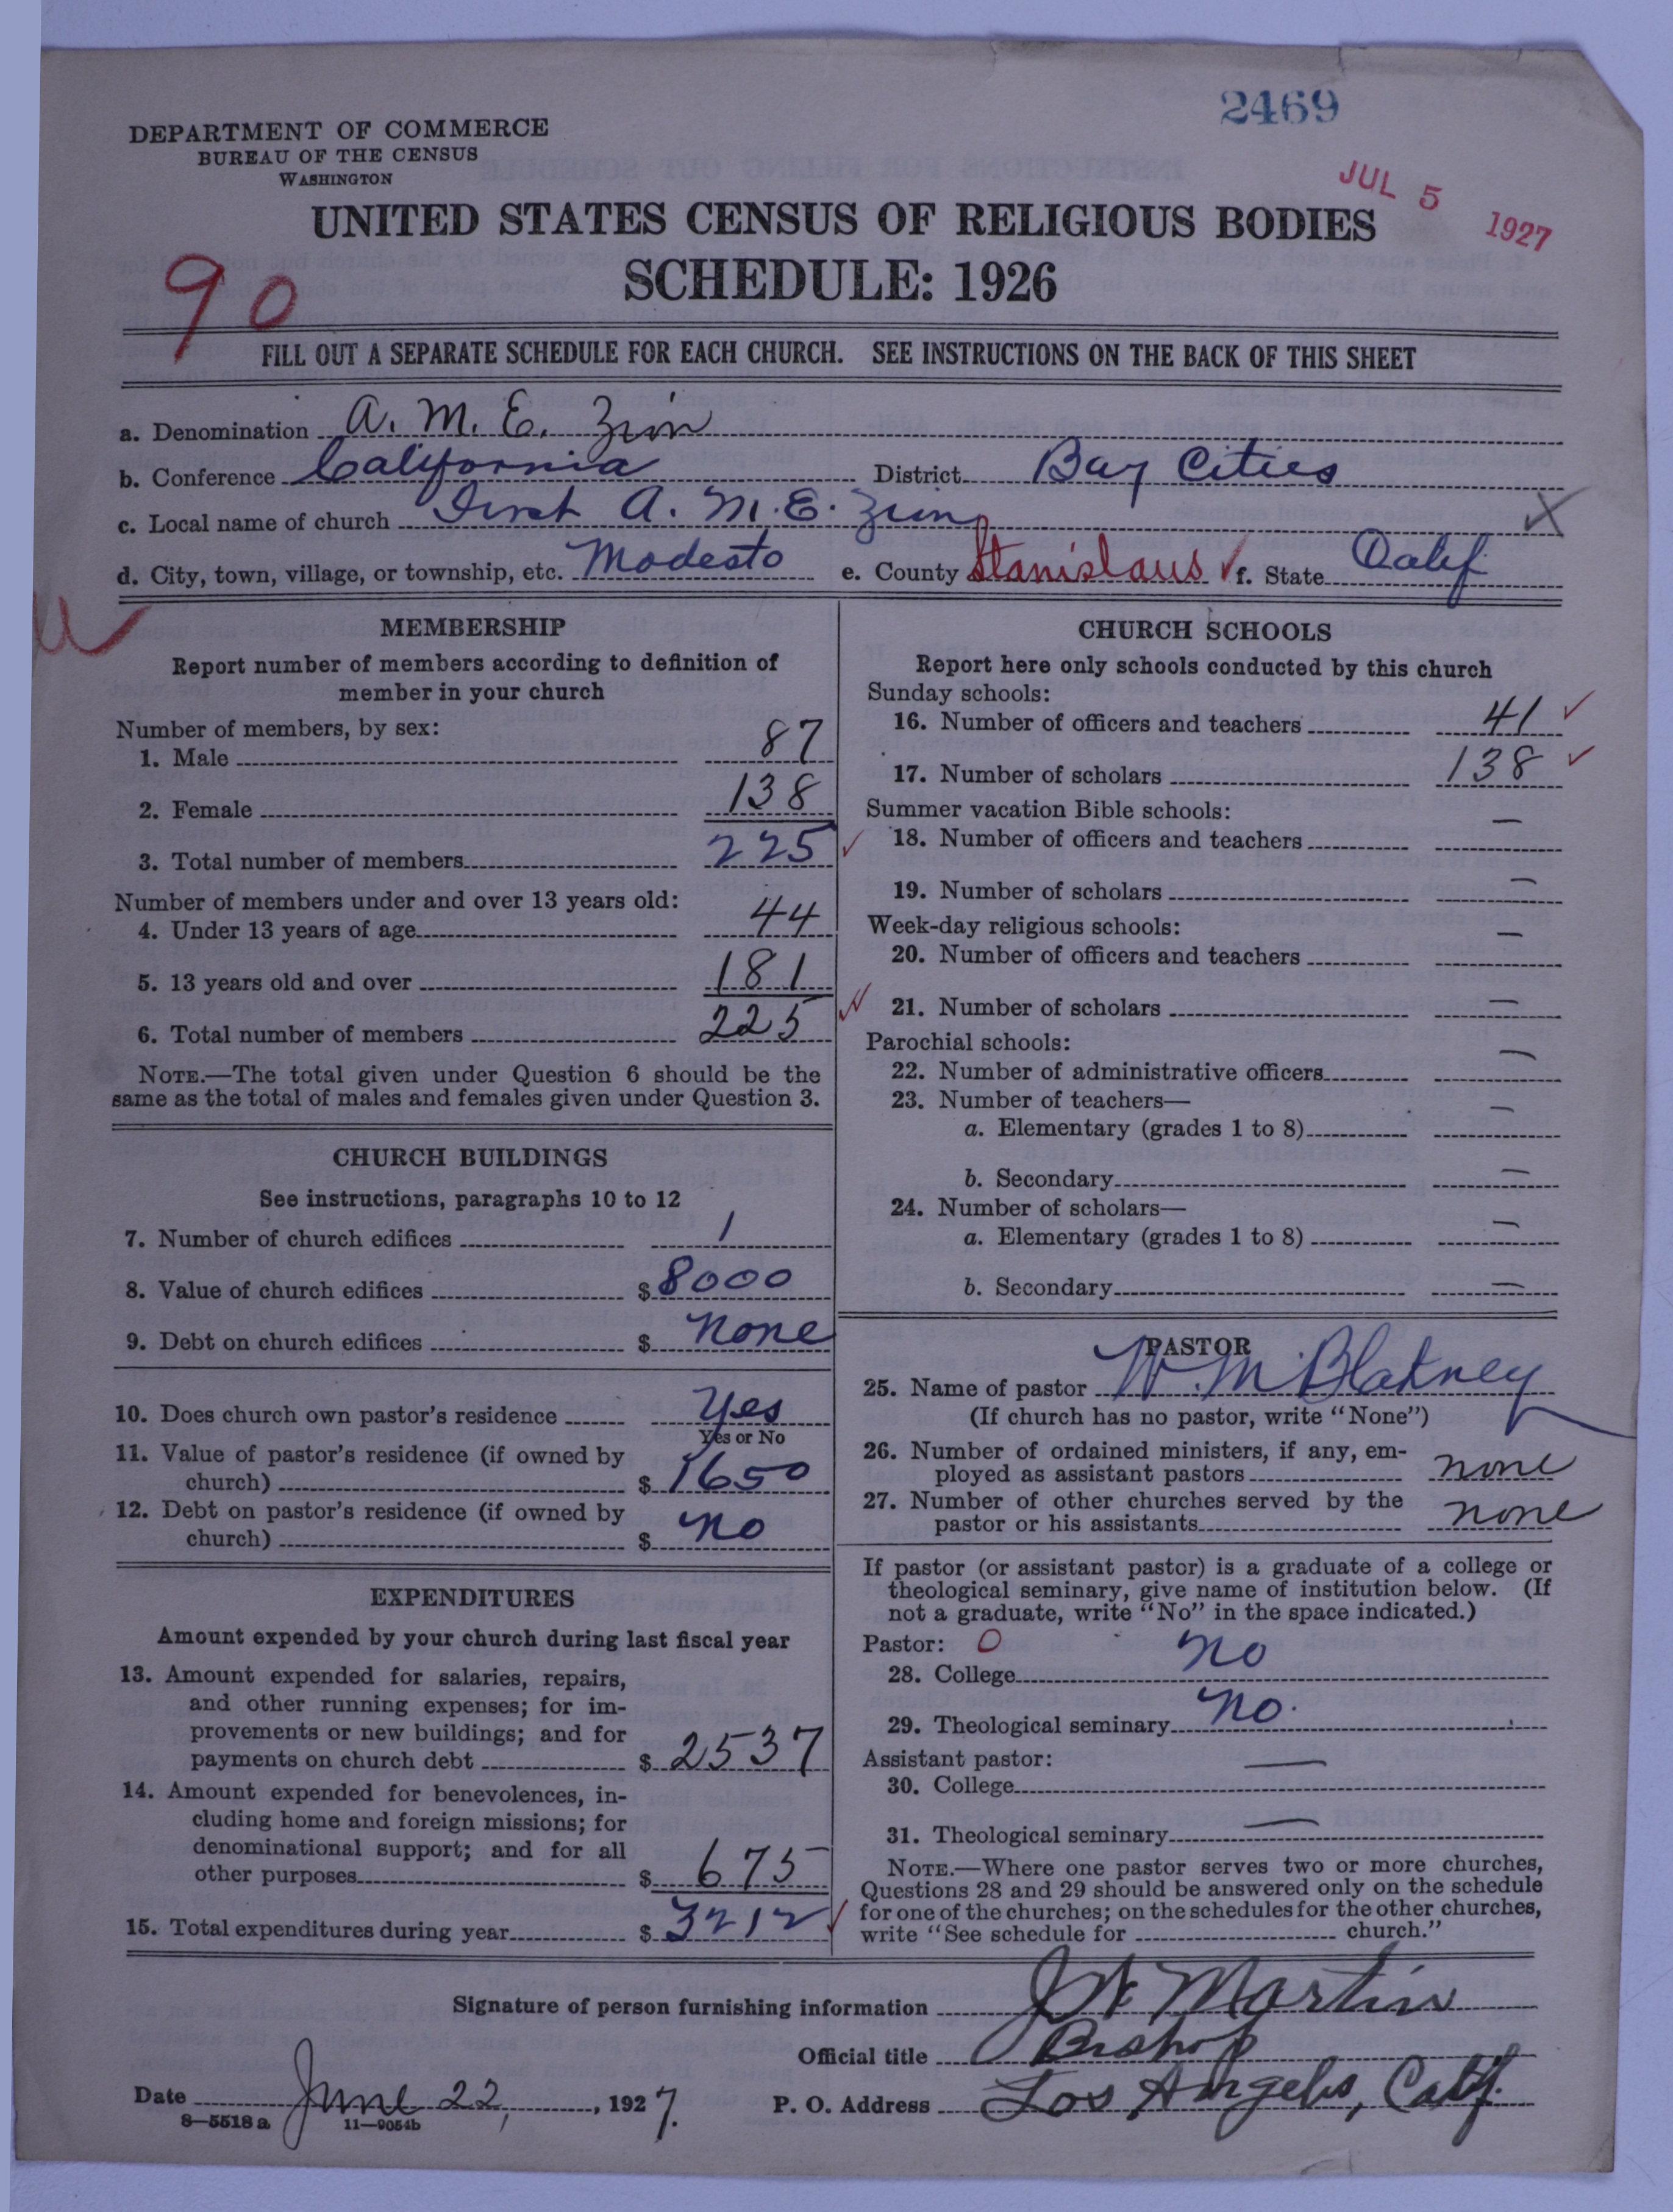 2469
DEPARTMENT OF COMMERCE
BUREAU OF THE CENSUS
WASHINGTON
JUL 5 1927
UNITED STATES CENSUS OF RELIGIOUS BODIES
SCHEDULE: 1926
90
FILL OUT A SEPARATE SCHEDULE FOR EACH CHURCH. SEE INSTRUCTIONS ON THE BACK OF THIS SHEET
a. Denomination A. M. E. Zion
b. Conference California District Bay Cities
c. Local name of church First A. M. E. Zion X
d. City, town, village, or township, etc. Modesto e. County Stanislaus f. State Calif
MEMBERSHIP
Report number of members according to definition of
member in your church
Number of members, by sex:
1. Male 87
2. Female 138
3. Total number of members 225
Number of members under and over 13 years old:
4. Under 13 years of age 44
5. 13 years old and over 181
6. Total number of members 225
NOTE.—The total given under Question 6 should be the
same as the total of males and females given under Question 3.
CHURCH BUILDINGS
See instructions, paragraphs 10 to 12
7. Number of church edifices 1
8. Value of church edifices $ 8000
9. Debt on church edifices $ None
10. Does church own pastor's residence Yes
Yes or No
11. Value of pastor's residence (if owned by
church) $ 1650
12. Debt on pastor's residence (if owned by
church) $ No
EXPENDITURES
Amount expended by your church during last fiscal year
13. Amount expended for salaries, repairs,
and other running expenses; for im-
provements or new buildings; and for
payments on church debt $ 2537
14. Amount expended for benevolences, in-
cluding home and foreign missions; for
denominational support; and for all
other purposes $ 675
15. Total expenditures during year $ 3212
CHURCH SCHOOLS
Report here only schools conducted by this church
Sunday schools:
16. Number of officers and teachers 41
17. Number of scholars 138
Summer vacation Bible schools:
18. Number of officers and teachers —
19. Number of scholars —
Week-day religious schools:
20. Number of officers and teachers —
21. Number of scholars —
Parochial schools:
22. Number of administrative officers —
23. Number of teachers—
a. Elementary (grades 1 to 8) —
b. Secondary —
24. Number of scholars—
a. Elementary (grades 1 to 8) —
b. Secondary —
PASTOR
25. Name of pastor W. M. Blakney
(If church has no pastor, write "None")
26. Number of ordained ministers, if any, em-
ployed as assistant pastors none
27. Number of other churches served by the
pastor or his assistants none
If pastor (or assistant pastor) is a graduate of a college or
theological seminary, give name of institution below. (If
not a graduate, write "No" in the space indicated.)
Pastor: 0
28. College No
29. Theological seminary No.
Assistant pastor:
30. College —
31. Theological seminary —
NOTE.—Where one pastor serves two or more churches,
Questions 28 and 29 should be answered only on the schedule
for one of the churches; on the schedules for the other churches,
write "See schedule for church."
Signature of person furnishing information J W Martin
Official title Bishop
Date June 22, 1927. P. O. Address Los Angeles, Calif.
8—5518 a 11—9054b